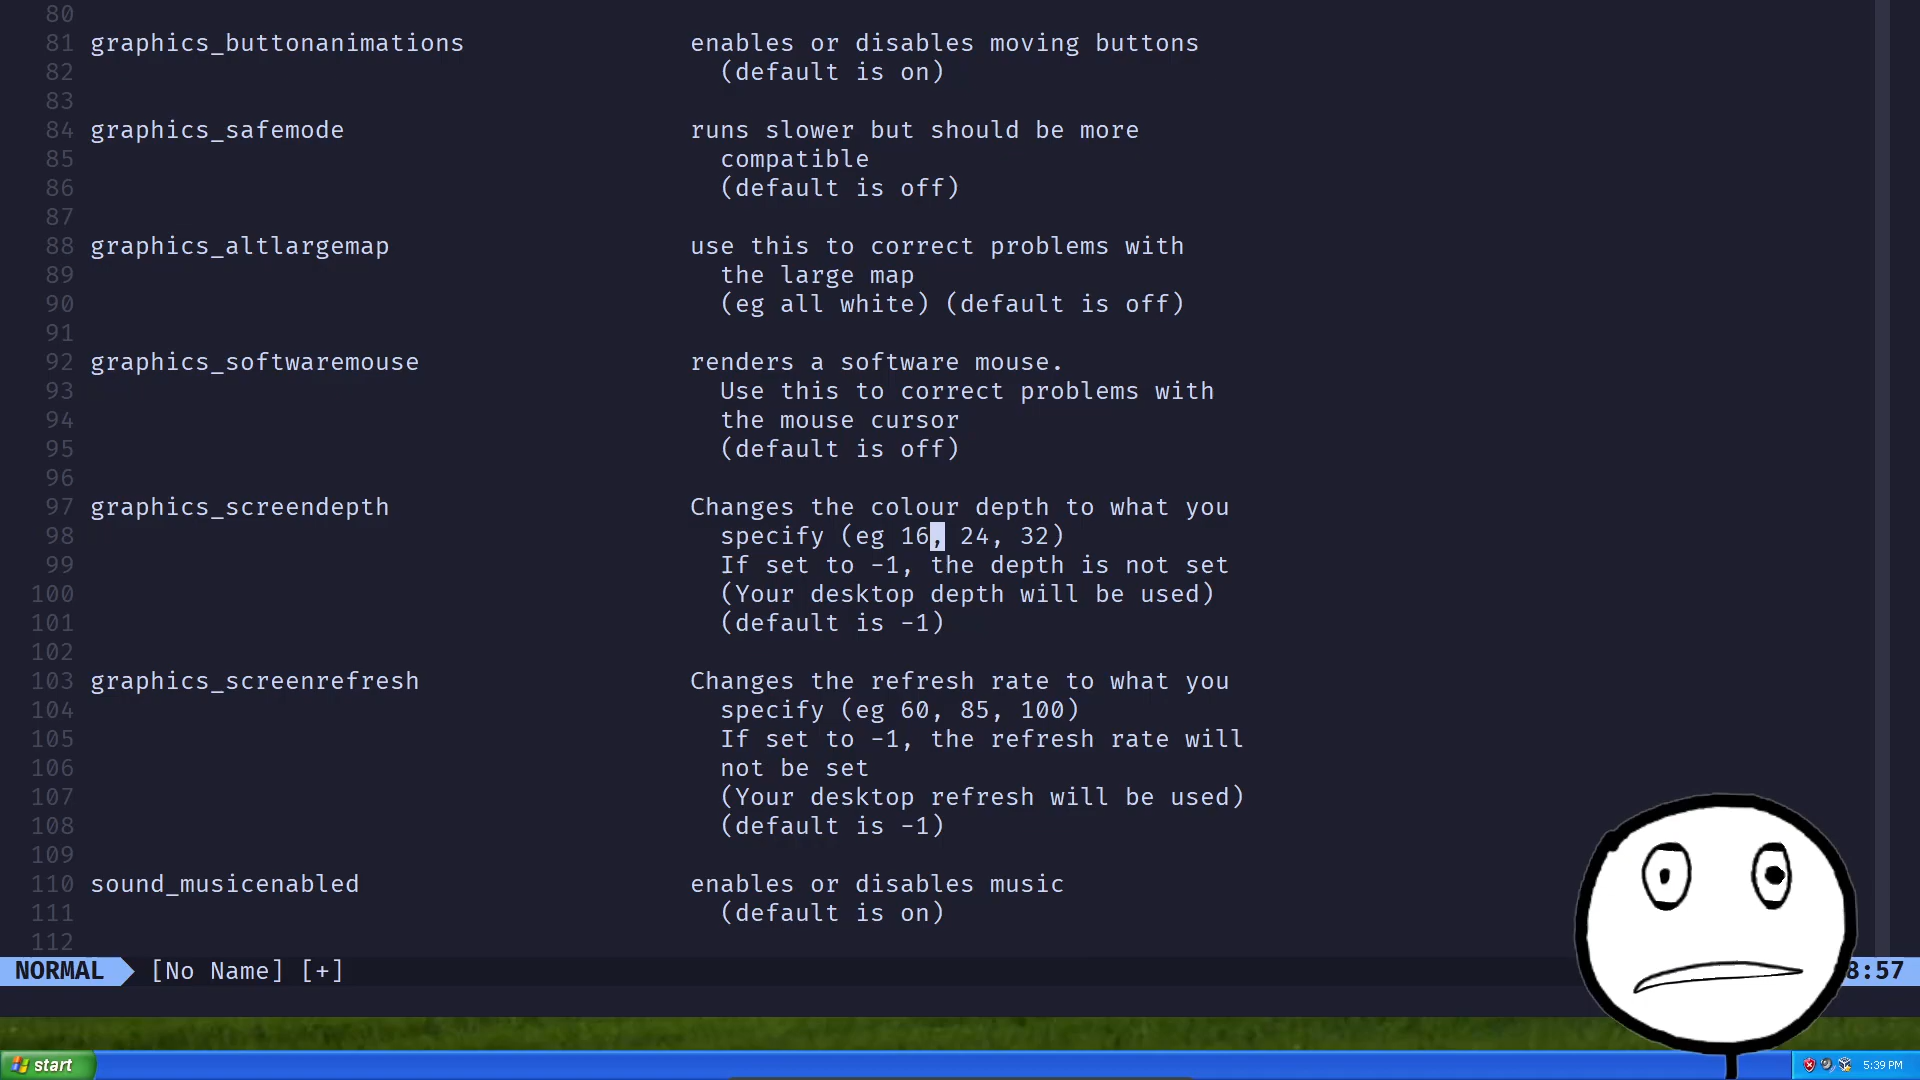 80
81 graphics_buttonanimations enables or disables moving buttons
82 (default is on)
83
84 graphics_safemode runs slower but should be more
85 compatible
86 (default is off)
87
88 graphics_altlargemap use this to correct problems with
89 the large map
90 (eg all white) (default is off)
91
92 graphics_softwaremouse renders a software mouse.
93 Use this to correct problems with
94 the mouse cursor
95 (default is off)
96
97 graphics_screendepth Changes the colour depth to what you
98 specify (eg 16, 24, 32)
99 If set to -1, the depth is not set
100 (Your desktop depth will be used)
101 (default is -1)
102
103 graphics_screenrefresh Changes the refresh rate to what you
104 specify (eg 60, 85, 100)
105 If set to -1, the refresh rate will
106 not be set
107 (Your desktop refresh will be used)
108 (default is -1)
109
110 sound_musicenabled enables or disables music
111 (default is on)
112
NORMAL [No Name] [+] 8:57
start 5:39 PM